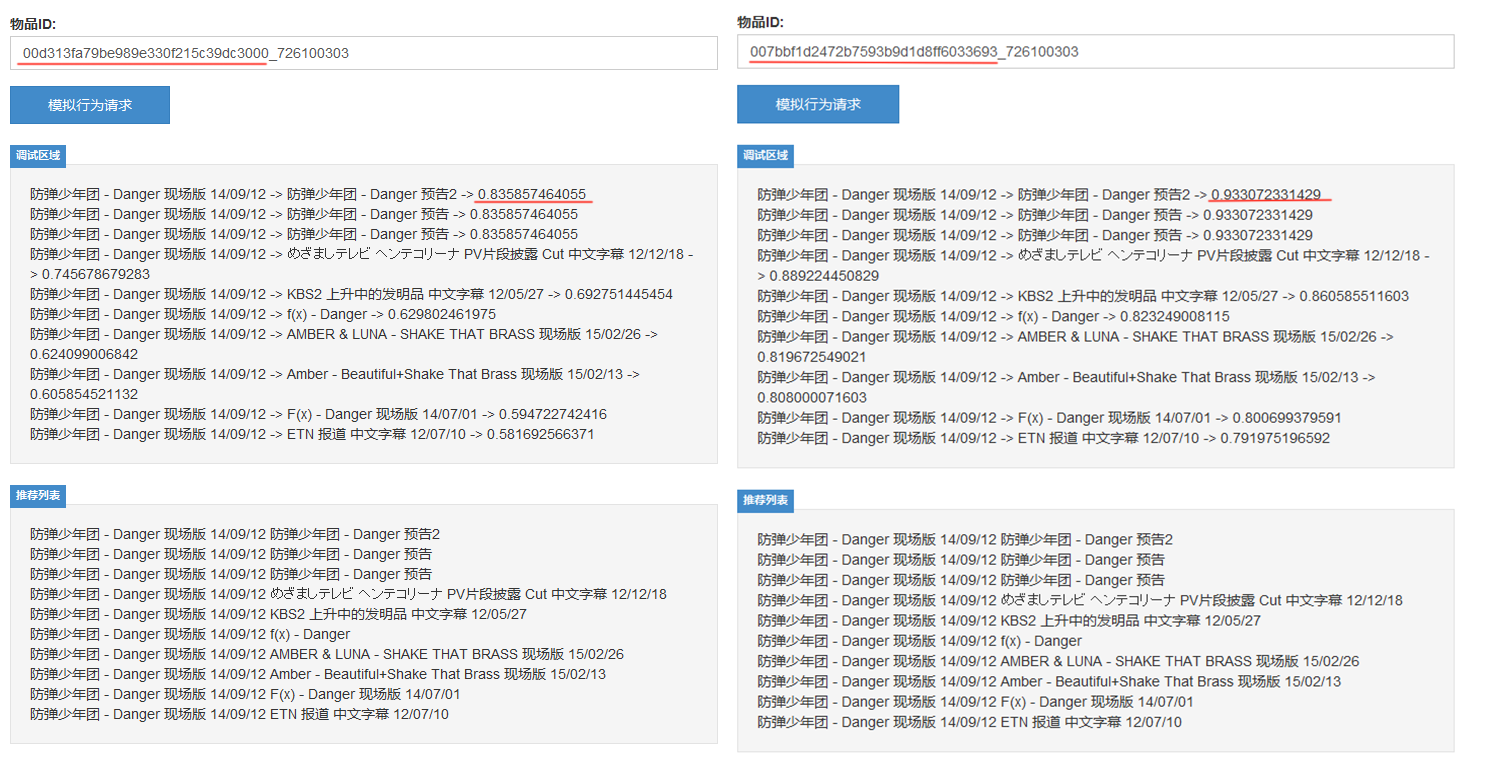 物品ID:
00d313fa79be989e330f215c39dc3000_726100303
模拟行为请求
调试区域
防弹少年团 - Danger 现场版 14/09/12 -> 防弹少年团 - Danger 预告2 -> 0.835857464055
防弹少年团 - Danger 现场版 14/09/12 -> 防弹少年团 - Danger 预告 -> 0.835857464055
防弹少年团 - Danger 现场版 14/09/12 -> 防弹少年团 - Danger 预告 -> 0.835857464055
防弹少年团 - Danger 现场版 14/09/12 -> めざましテレビ ヘンテコリーナ PV片段披露 Cut 中文字幕 12/12/18 -
> 0.745678679283
防弹少年团 - Danger 现场版 14/09/12 -> KBS2 上升中的发明品 中文字幕 12/05/27 -> 0.692751445454
防弹少年团 - Danger 现场版 14/09/12 -> f(x) - Danger -> 0.629802461975
防弹少年团 - Danger 现场版 14/09/12 -> AMBER & LUNA - SHAKE THAT BRASS 现场版 15/02/26 ->
0.624099006842
防弹少年团 - Danger 现场版 14/09/12 -> Amber - Beautiful+Shake That Brass 现场版 15/02/13 ->
0.605854521132
防弹少年团 - Danger 现场版 14/09/12 -> F(x) - Danger 现场版 14/07/01 -> 0.594722742416
防弹少年团 - Danger 现场版 14/09/12 -> ETN 报道 中文字幕 12/07/10 -> 0.581692566371
推荐列表
防弹少年团 - Danger 现场版 14/09/12 防弹少年团 - Danger 预告2
防弹少年团 - Danger 现场版 14/09/12 防弹少年团 - Danger 预告
防弹少年团 - Danger 现场版 14/09/12 防弹少年团 - Danger 预告
防弹少年团 - Danger 现场版 14/09/12 めざましテレビ ヘンテコリーナ PV片段披露 Cut 中文字幕 12/12/18
防弹少年团 - Danger 现场版 14/09/12 KBS2 上升中的发明品 中文字幕 12/05/27
防弹少年团 - Danger 现场版 14/09/12 f(x) - Danger
防弹少年团 - Danger 现场版 14/09/12 AMBER & LUNA - SHAKE THAT BRASS 现场版 15/02/26
防弹少年团 - Danger 现场版 14/09/12 Amber - Beautiful+Shake That Brass 现场版 15/02/13
防弹少年团 - Danger 现场版 14/09/12 F(x) - Danger 现场版 14/07/01
防弹少年团 - Danger 现场版 14/09/12 ETN 报道 中文字幕 12/07/10
物品ID:
007bbf1d2472b7593b9d1d8ff6033693_726100303
模拟行为请求
调试区域
防弹少年团 - Danger 现场版 14/09/12 -> 防弹少年团 - Danger 预告2 -> 0.933072331429
防弹少年团 - Danger 现场版 14/09/12 -> 防弹少年团 - Danger 预告 -> 0.933072331429
防弹少年团 - Danger 现场版 14/09/12 -> 防弹少年团 - Danger 预告 -> 0.933072331429
防弹少年团 - Danger 现场版 14/09/12 -> めざましテレビ ヘンテコリーナ PV片段披露 Cut 中文字幕 12/12/18 -
> 0.889224450829
防弹少年团 - Danger 现场版 14/09/12 -> KBS2 上升中的发明品 中文字幕 12/05/27 -> 0.860585511603
防弹少年团 - Danger 现场版 14/09/12 -> f(x) - Danger -> 0.823249008115
防弹少年团 - Danger 现场版 14/09/12 -> AMBER & LUNA - SHAKE THAT BRASS 现场版 15/02/26 ->
0.819672549021
防弹少年团 - Danger 现场版 14/09/12 -> Amber - Beautiful+Shake That Brass 现场版 15/02/13 ->
0.808000071603
防弹少年团 - Danger 现场版 14/09/12 -> F(x) - Danger 现场版 14/07/01 -> 0.800699379591
防弹少年团 - Danger 现场版 14/09/12 -> ETN 报道 中文字幕 12/07/10 -> 0.791975196592
推荐列表
防弹少年团 - Danger 现场版 14/09/12 防弹少年团 - Danger 预告2
防弹少年团 - Danger 现场版 14/09/12 防弹少年团 - Danger 预告
防弹少年团 - Danger 现场版 14/09/12 防弹少年团 - Danger 预告
防弹少年团 - Danger 现场版 14/09/12 めざましテレビ ヘンテコリーナ PV片段披露 Cut 中文字幕 12/12/18
防弹少年团 - Danger 现场版 14/09/12 KBS2 上升中的发明品 中文字幕 12/05/27
防弹少年团 - Danger 现场版 14/09/12 f(x) - Danger
防弹少年团 - Danger 现场版 14/09/12 AMBER & LUNA - SHAKE THAT BRASS 现场版 15/02/26
防弹少年团 - Danger 现场版 14/09/12 Amber - Beautiful+Shake That Brass 现场版 15/02/13
防弹少年团 - Danger 现场版 14/09/12 F(x) - Danger 现场版 14/07/01
防弹少年团 - Danger 现场版 14/09/12 ETN 报道 中文字幕 12/07/10